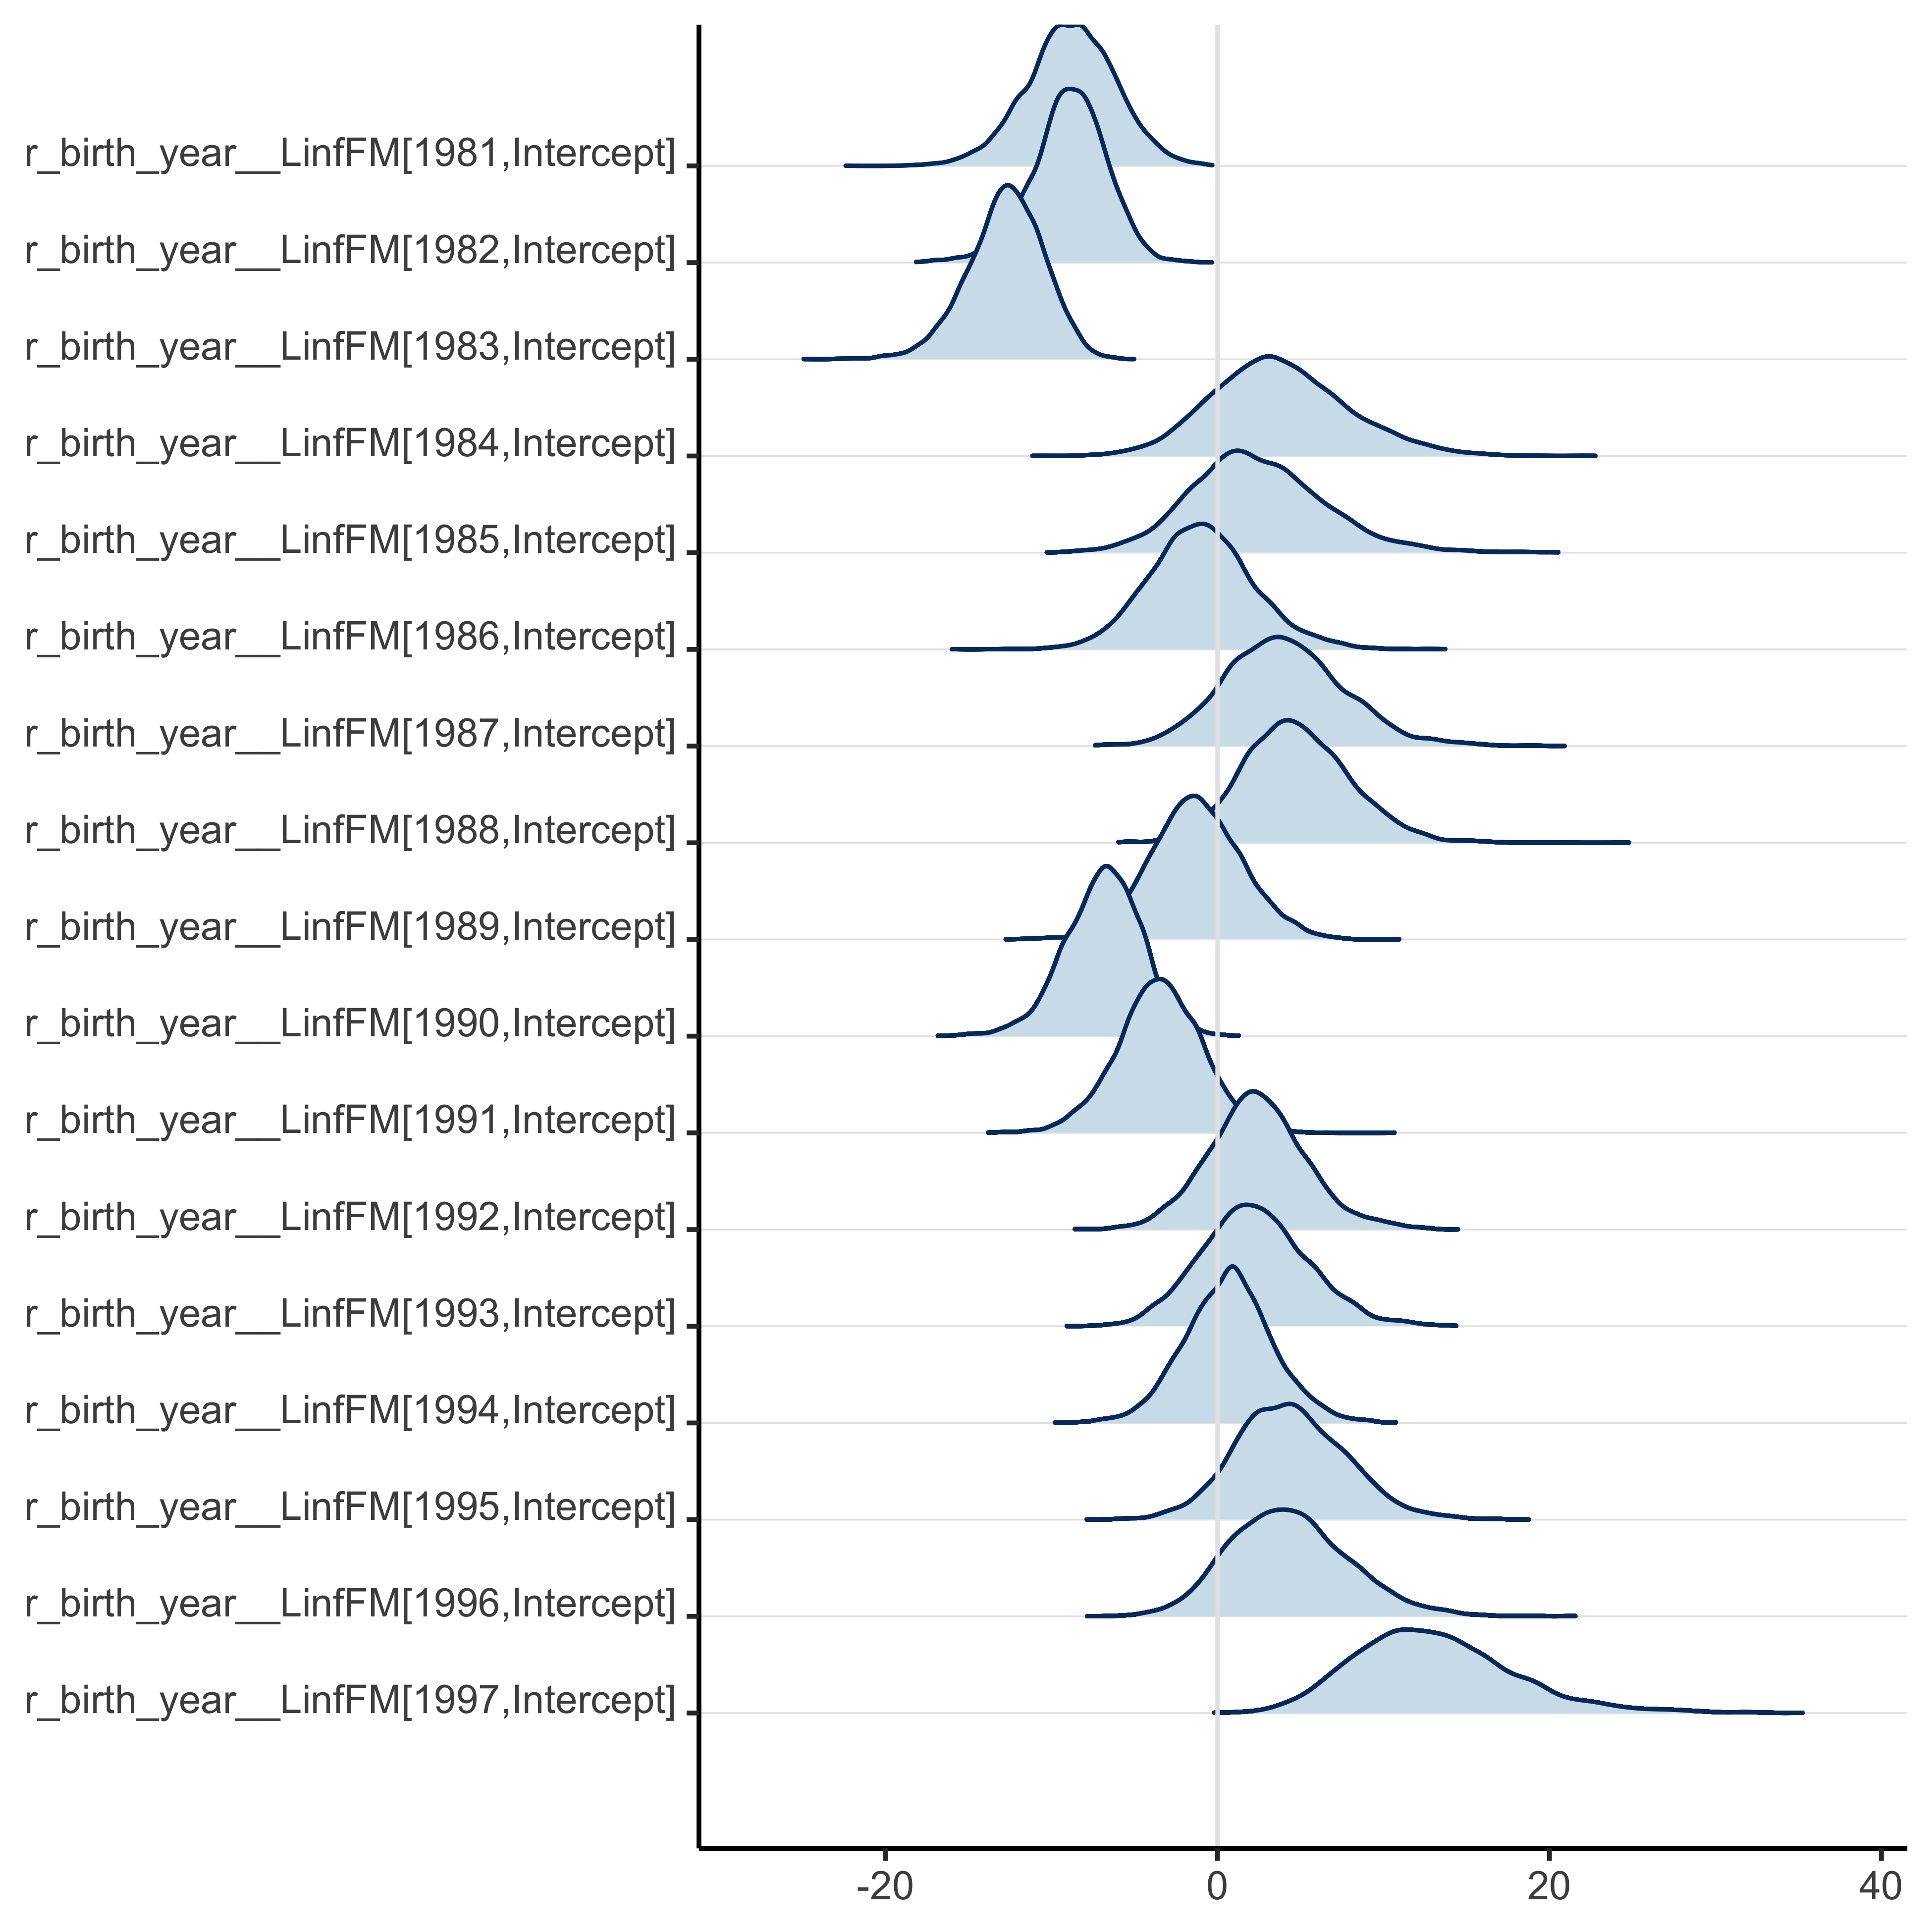 r_birth_year__LinfFM[1981,Intercept]
r_birth_year__LinfFM[1982,Intercept]
r_birth_year__LinfFM[1983,Intercept]
r_birth_year__LinfFM[1984,Intercept]
r_birth_year__LinfFM[1985,Intercept]
r_birth_year__LinfFM[1986,Intercept]
r_birth_year__LinfFM[1987,Intercept]
r_birth_year__LinfFM[1988,Intercept]
r_birth_year__LinfFM[1989,Intercept]
r_birth_year__LinfFM[1990,Intercept]
r_birth_year__LinfFM[1991,Intercept]
r_birth_year__LinfFM[1992,Intercept]
r_birth_year__LinfFM[1993,Intercept]
r_birth_year__LinfFM[1994,Intercept]
r_birth_year__LinfFM[1995,Intercept]
r_birth_year__LinfFM[1996,Intercept]
r_birth_year__LinfFM[1997,Intercept]
-20 0 20 40